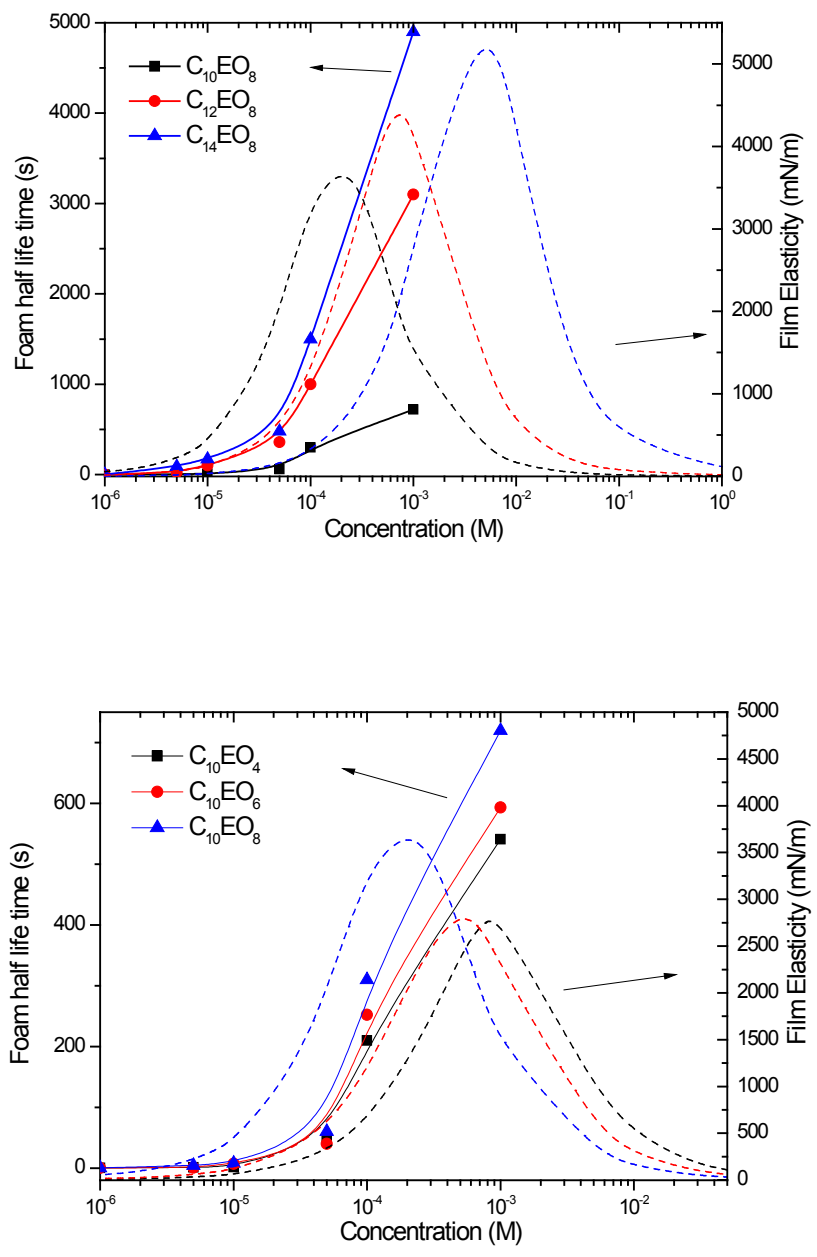 5000
4000
3000
2000
1000
0
Foam half life time (s)
C₁₀EO₈
C₁₂EO₈
C₁₄EO₈
5000
4000
3000
2000
1000
0
Film Elasticity (mN/m)
10⁻⁶ 10⁻⁵ 10⁻⁴ 10⁻³ 10⁻² 10⁻¹ 10⁰
Concentration (M)
600
400
200
0
Foam half life time (s)
C₁₀EO₄
C₁₀EO₆
C₁₀EO₈
5000
4500
4000
3500
3000
2500
2000
1500
1000
500
0
Film Elasticity (mN/m)
10⁻⁶ 10⁻⁵ 10⁻⁴ 10⁻³ 10⁻²
Concentration (M)